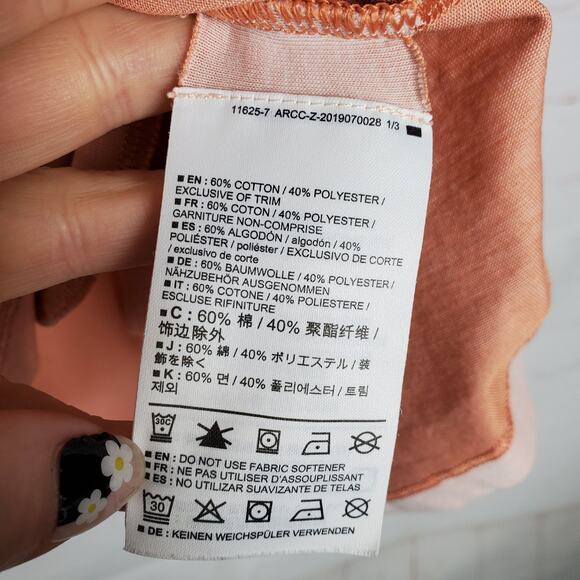 11625-7 ARCC-Z-2019070028 1/3
■ EN : 60% COTTON / 40% POLYESTER /
EXCLUSIVE OF TRIM
■ FR : 60% COTON / 40% POLYESTER /
GARNITURE NON-COMPRISE
■ ES : 60% ALGODÓN / algodón / 40%
POLIÉSTER / poliéster / EXCLUSIVO DE CORTE
/ exclusivo de corte
■ DE : 60% BAUMWOLLE / 40% POLYESTER /
NÄHZUBEHÖR AUSGENOMMEN
■ IT : 60% COTONE / 40% POLIESTERE /
ESCLUSE RIFINITURE
■ C : 60% 棉 / 40% 聚酯纤维 /
饰边除外
■ J : 60% 綿 / 40% ポリエステル / 装
飾を除く
■ K : 60% 면 / 40% 폴리에스터 / 트림
제외
30C
■ EN : DO NOT USE FABRIC SOFTENER
■ FR : NE PAS UTILISER D'ASSOUPLISSANT
■ ES : NO UTILIZAR SUAVIZANTE DE TELAS
30
■ DE : KEINEN WEICHSPÜLER VERWENDEN